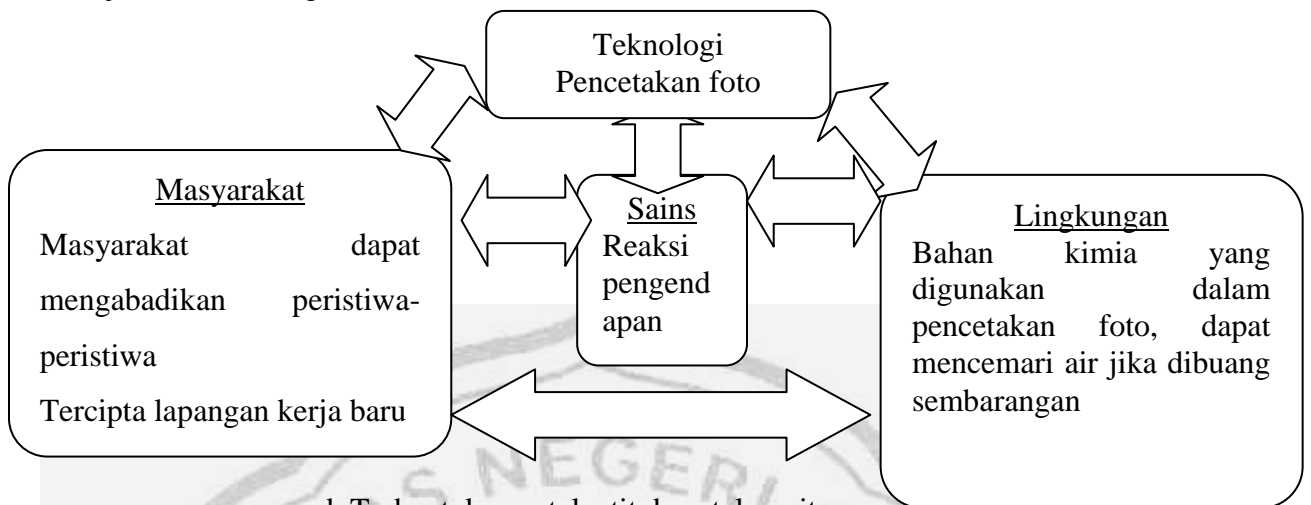 Teknologi
Pencetakan foto
Masyarakat
Masyarakat dapat
mengabadikan peristiwa-
peristiwa
Tercipta lapangan kerja baru
Sains
Reaksi
pengend
apan
Lingkungan
Bahan kimia yang
digunakan dalam
pencetakan foto, dapat
mencemari air jika dibuang
sembarangan
NEGERI